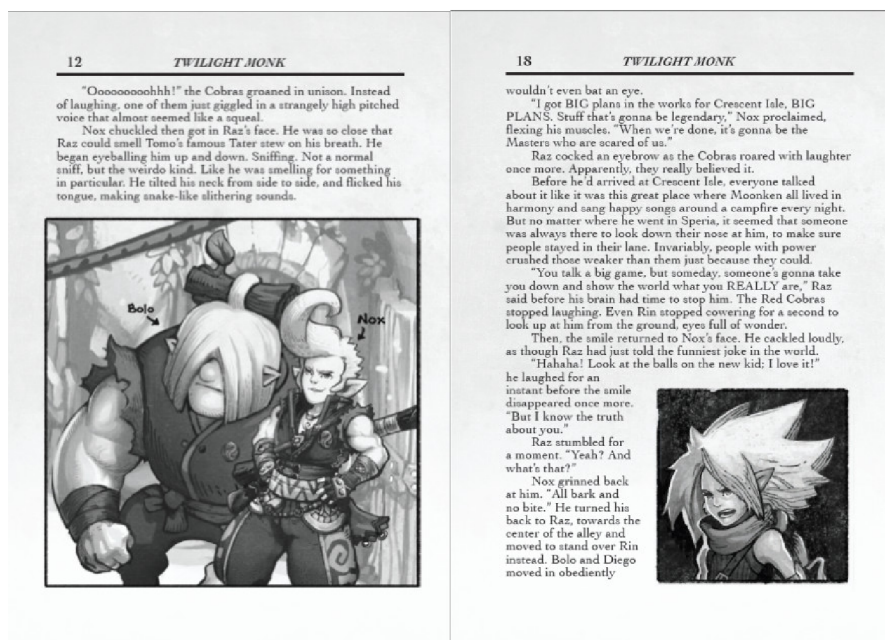 12
TWILIGHT MONK
"Ooooooooohhh!" the Cobras groaned in unison. Instead
of laughing, one of them just giggled in a strangely high pitched
voice that almost seemed like a squeal.
Nox chuckled then got in Raz's face. He was so close that
Raz could smell Tomo's famous Tater stew on his breath. He
began eyeballing him up and down. Sniffing. Not a normal
sniff, but the weirdo kind. Like he was smelling for something
in particular. He tilted his neck from side to side, and flicked his
tongue, making snake-like slithering sounds.
Bolo
Nox
18
TWILIGHT MONK
wouldn't even bat an eye.
"I got BIG plans in the works for Crescent Isle, BIG
PLANS. Stuff that's gonna be legendary," Nox proclaimed,
flexing his muscles. "When we're done, it's gonna be the
Masters who are scared of us."
Raz cocked an eyebrow as the Cobras roared with laughter
once more. Apparently, they really believed it.
Before he'd arrived at Crescent Isle, everyone talked
about it like it was this great place where Moonken all lived in
harmony and sang happy songs around a campfire every night.
But no matter where he went in Speria, it seemed that someone
was always there to look down their nose at him, to make sure
people stayed in their lane. Invariably, people with power
crushed those weaker than them just because they could.
"You talk a big game, but someday, someone's gonna take
you down and show the world what you REALLY are," Raz
said before his brain had time to stop him. The Red Cobras
stopped laughing. Even Rin stopped cowering for a second to
look up at him from the ground, eyes full of wonder.
Then, the smile returned to Nox's face. He cackled loudly,
as though Raz had just told the funniest joke in the world.
"Hahaha! Look at the balls on the new kid; I love it!"
he laughed for an
instant before the smile
disappeared once more.
"But I know the truth
about you."
Raz stumbled for
a moment. "Yeah? And
what's that?"
Nox grinned back
at him. "All bark and
no bite." He turned his
back to Raz, towards the
center of the alley and
moved to stand over Rin
instead. Bolo and Diego
moved in obediently